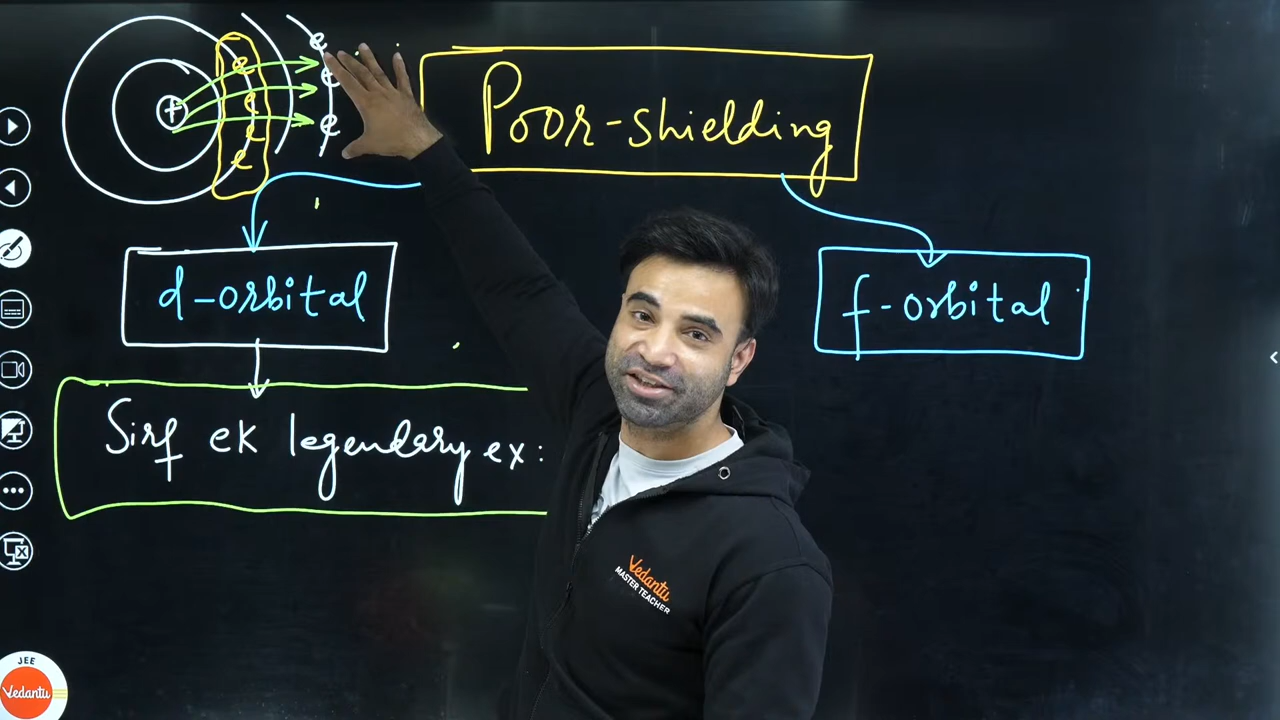 +
e
e
e
e
e
e
e
Poor-shielding
d-orbital
f-orbital
Sirf ek legendary ex:
Vedantu
MASTER TEACHER
JEE
Vedantu